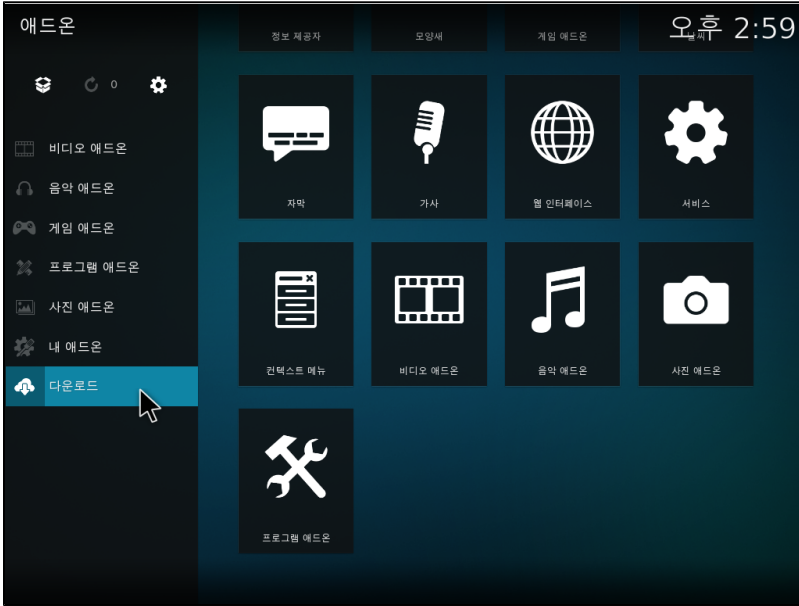 애드온
오후 2:59
정보 제공자
모양새
게임 애드온
날씨
0
비디오 애드온
음악 애드온
게임 애드온
프로그램 애드온
사진 애드온
내 애드온
다운로드
자막
가사
웹 인터페이스
서비스
컨텍스트 메뉴
비디오 애드온
음악 애드온
사진 애드온
프로그램 애드온